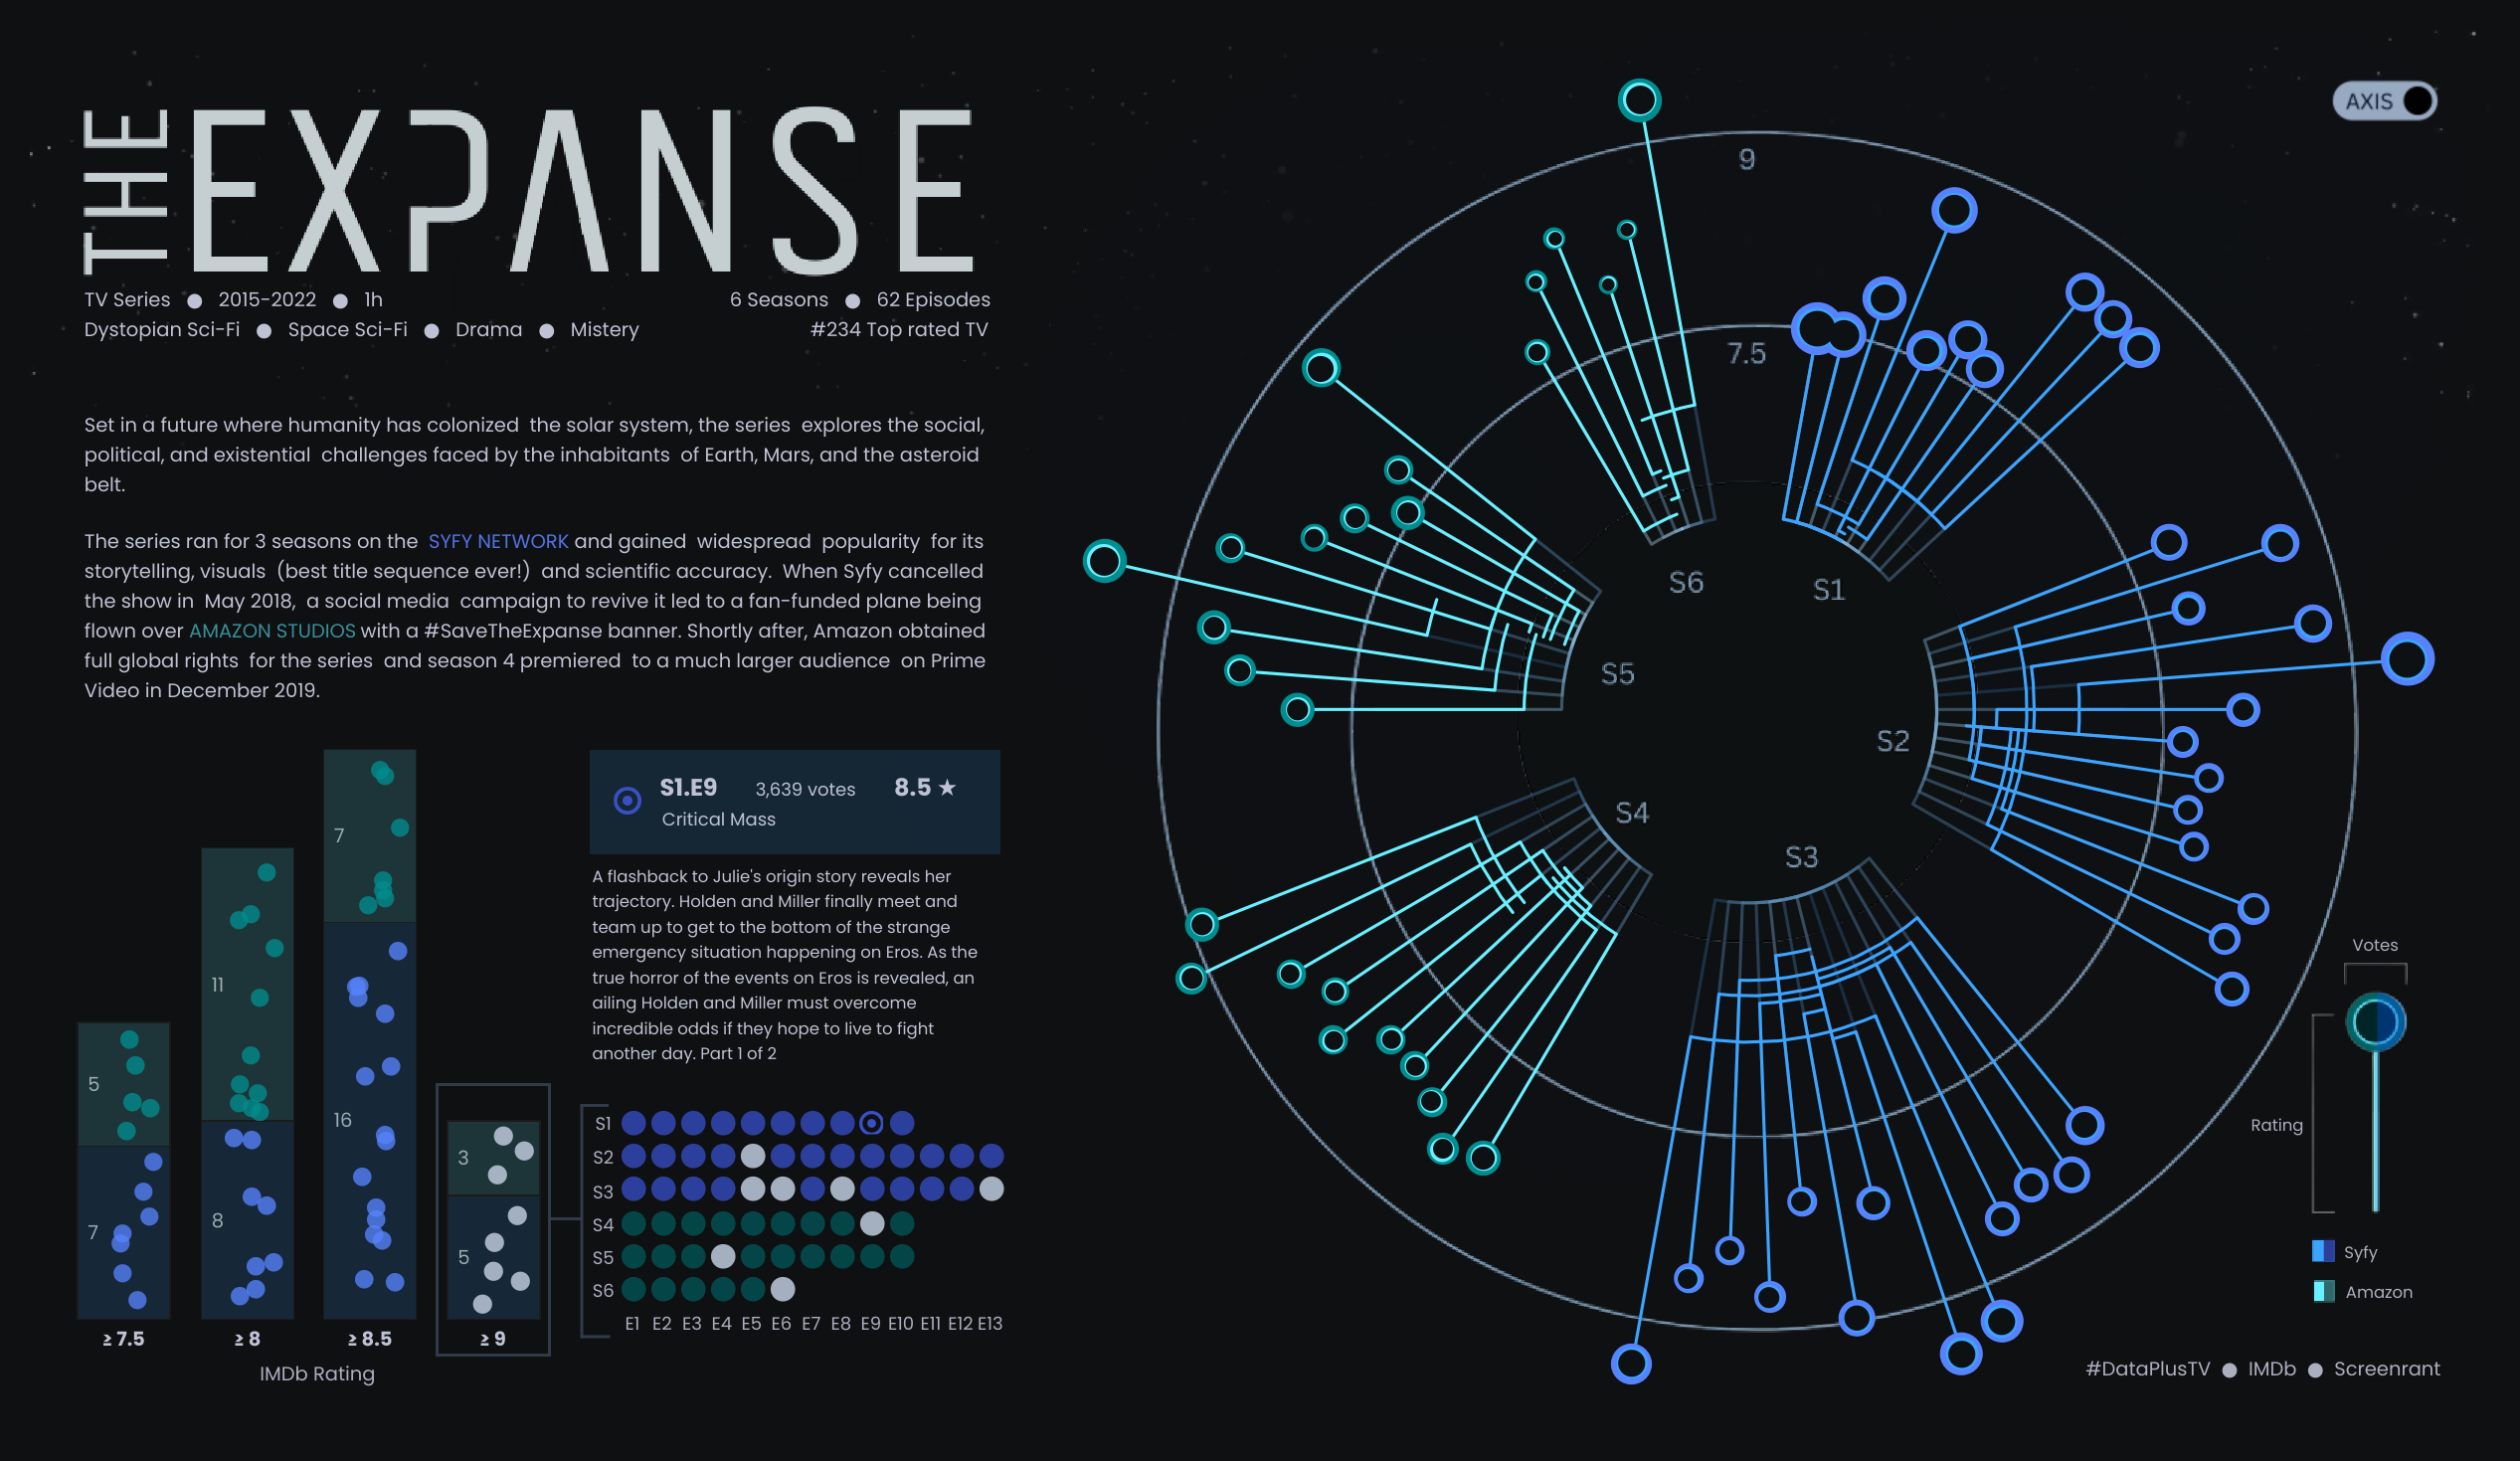 THE EXPANSE
TV Series ● 2015-2022 ● 1h
6 Seasons ● 62 Episodes
Dystopian Sci-Fi ● Space Sci-Fi ● Drama ● Mistery
#234 Top rated TV
Set in a future where humanity has colonized the solar system, the series explores the social,
political, and existential challenges faced by the inhabitants of Earth, Mars, and the asteroid
belt.
The series ran for 3 seasons on the SYFY NETWORK and gained widespread popularity for its
storytelling, visuals (best title sequence ever!) and scientific accuracy. When Syfy cancelled
the show in May 2018, a social media campaign to revive it led to a fan-funded plane being
flown over AMAZON STUDIOS with a #SaveTheExpanse banner. Shortly after, Amazon obtained
full global rights for the series and season 4 premiered to a much larger audience on Prime
Video in December 2019.
5
7
≥ 7.5
11
8
≥ 8
7
16
≥ 8.5
3
5
≥ 9
IMDb Rating
S1.E9 3,639 votes 8.5 ★
Critical Mass
A flashback to Julie's origin story reveals her
trajectory. Holden and Miller finally meet and
team up to get to the bottom of the strange
emergency situation happening on Eros. As the
true horror of the events on Eros is revealed, an
ailing Holden and Miller must overcome
incredible odds if they hope to live to fight
another day. Part 1 of 2
S1
S2
S3
S4
S5
S6
E1 E2 E3 E4 E5 E6 E7 E8 E9 E10 E11 E12 E13
AXIS
9
7.5
S6
S1
S5
S2
S4
S3
Votes
Rating
Syfy
Amazon
#DataPlusTV ● IMDb ● Screenrant